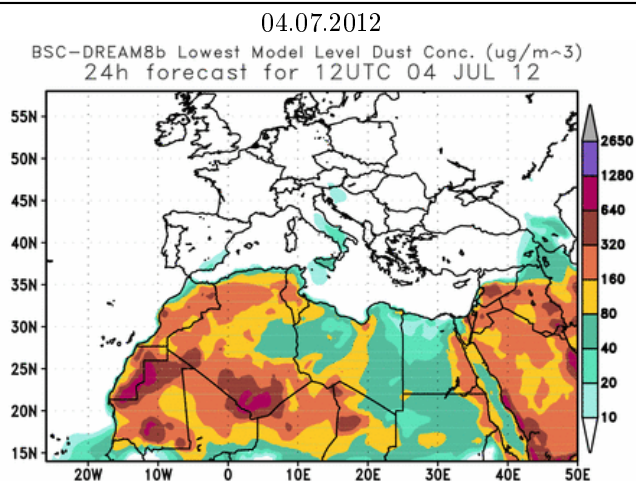 04.07.2012
BSC-DREAM8b Lowest Model Level Dust Conc. (ug/m^3)
24h forecast for 12UTC 04 JUL 12
55N
50N
45N
40N
35N
30N
25N
20N
15N
20W 10W 0 10E 20E 30E 40E 50E
2650
1280
640
320
160
80
40
20
10